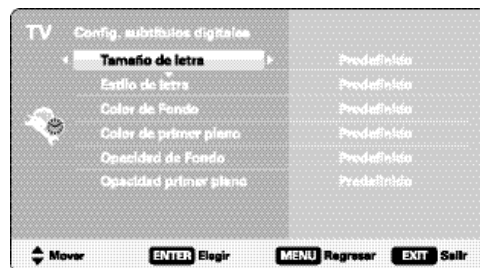 TV Config. subtítulos digitales
Tamaño de letra Predefinido
Estilo de letra Predefinido
Color de Fondo Predefinido
Color de primer plano Predefinido
Opacidad de Fondo Predefinido
Opacidad primer plano Predefinido
Mover ENTER Elegir MENU Regresar EXIT Salir